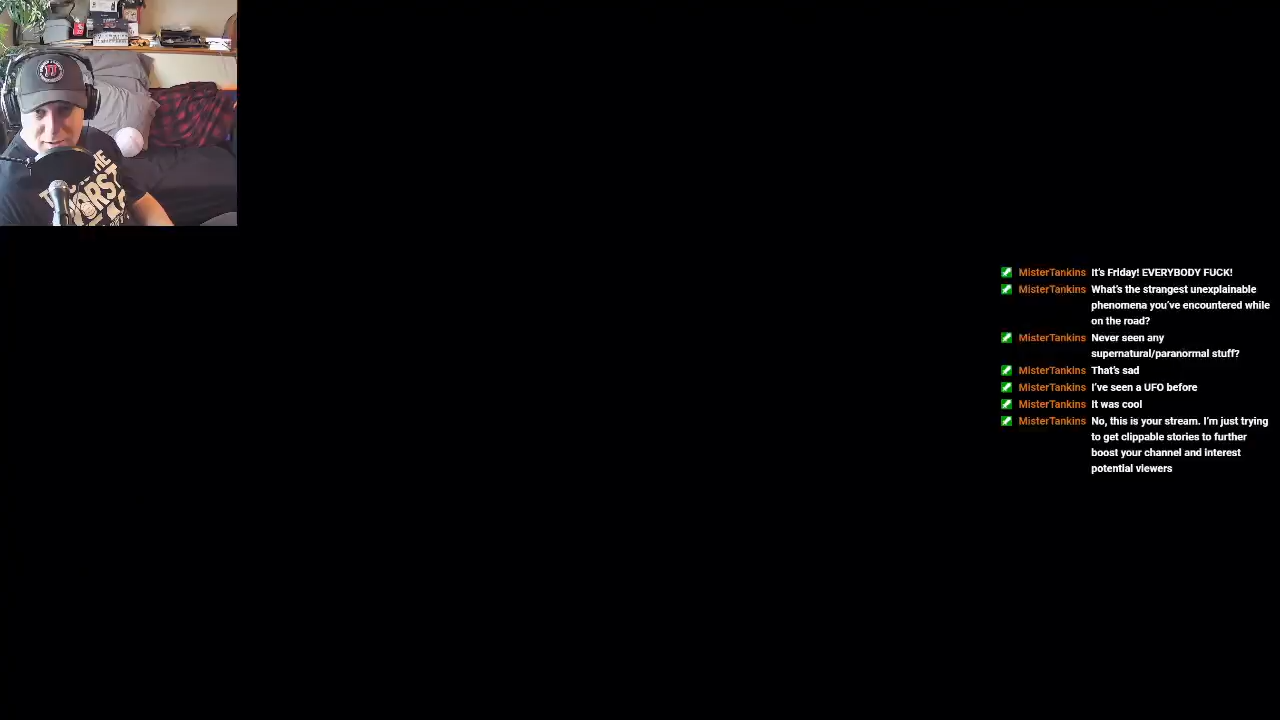 WORST
MisterTankins It's Friday! EVERYBODY FUCK!
MisterTankins What's the strangest unexplainable
phenomena you've encountered while
on the road?
MisterTankins Never seen any
supernatural/paranormal stuff?
MisterTankins That's sad
MisterTankins I've seen a UFO before
MisterTankins It was cool
MisterTankins No, this is your stream. I'm just trying
to get clippable stories to further
boost your channel and interest
potential viewers